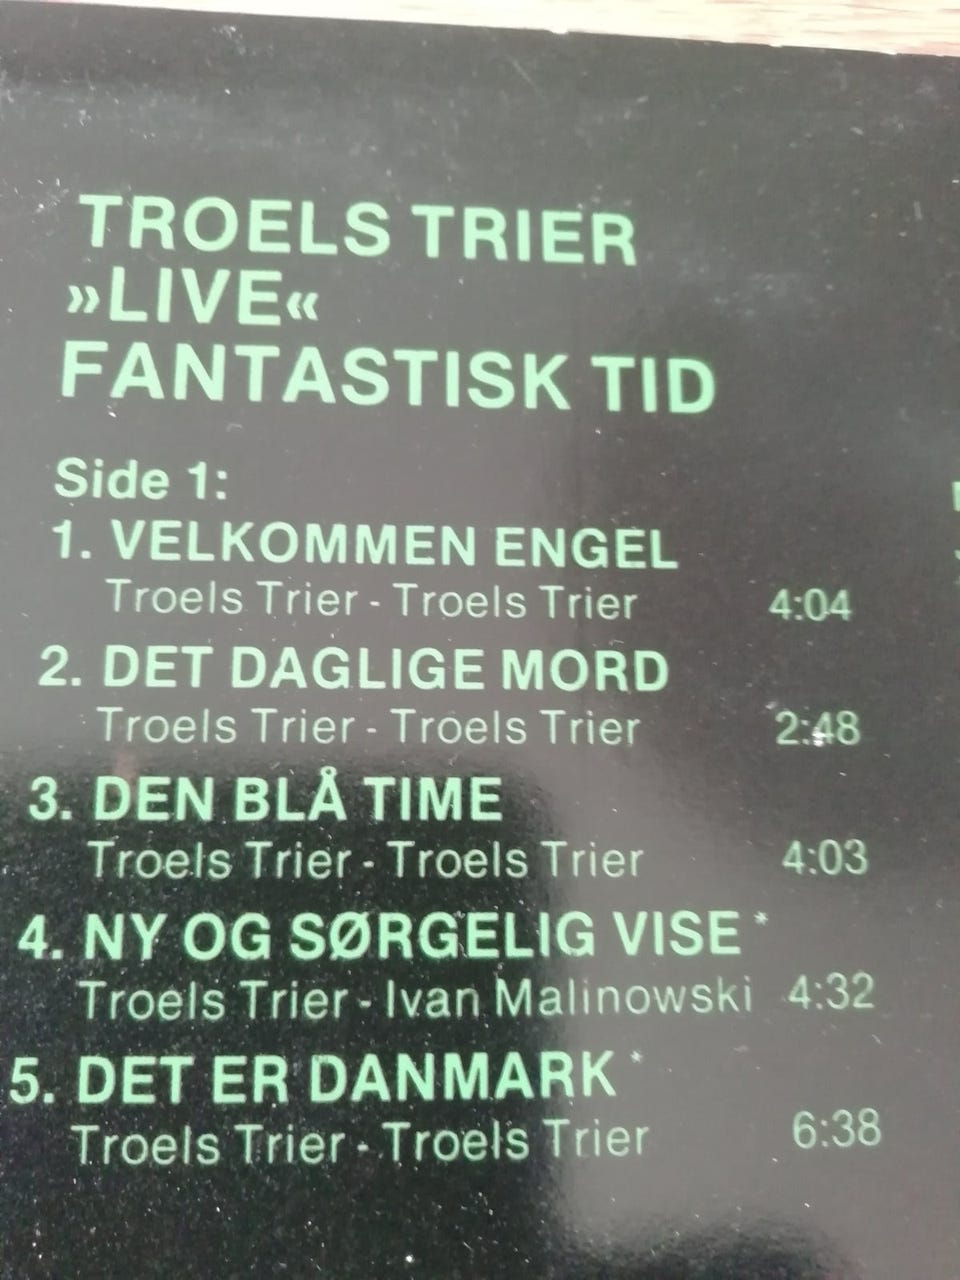 TROELS TRIER
»LIVE«
FANTASTISK TID
Side 1:
1. VELKOMMEN ENGEL
Troels Trier - Troels Trier 4:04
2. DET DAGLIGE MORD
Troels Trier - Troels Trier 2:48
3. DEN BLÅ TIME
Troels Trier - Troels Trier 4:03
4. NY OG SØRGELIG VISE *
Troels Trier - Ivan Malinowski 4:32
5. DET ER DANMARK *
Troels Trier - Troels Trier 6:38